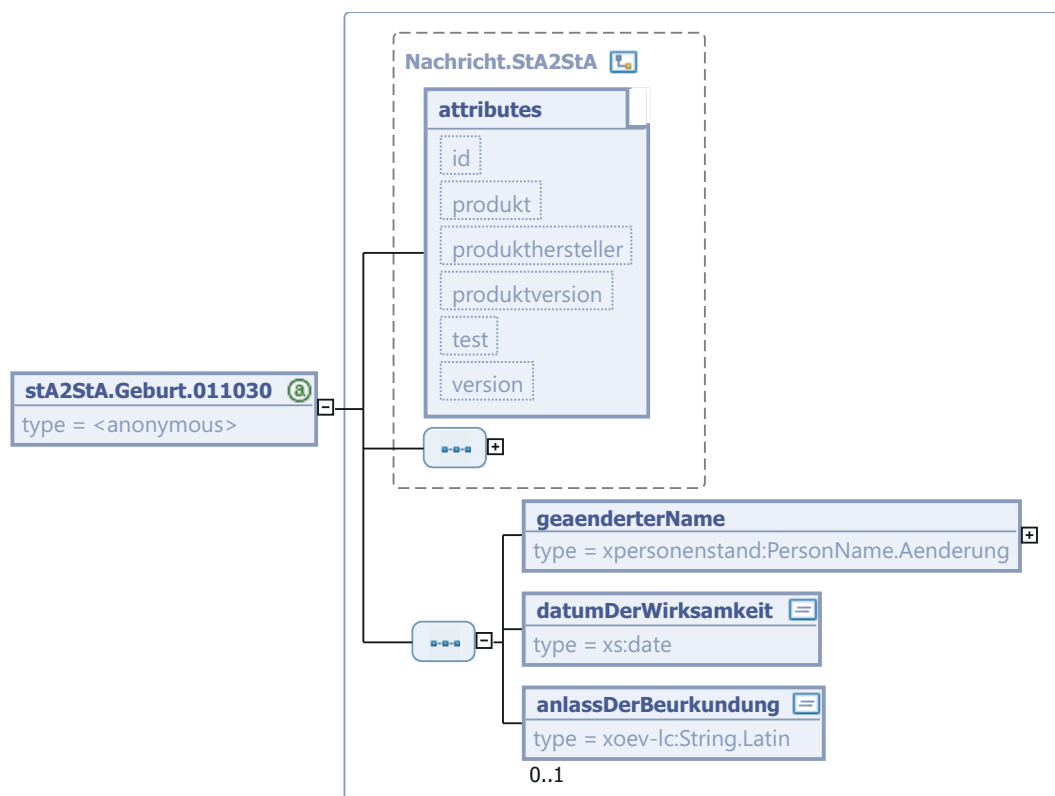 Nachricht.StA2StA
attributes
id
produkt
produkthersteller
produktversion
test
version
stA2StA.Geburt.011030 a
type = <anonymous>
geaenderterName
type = xpersonenstand:PersonName.Aenderung
datumDerWirksamkeit
type = xs:date
anlassDerBeurkundung
type = xoev-lc:String.Latin
0..1